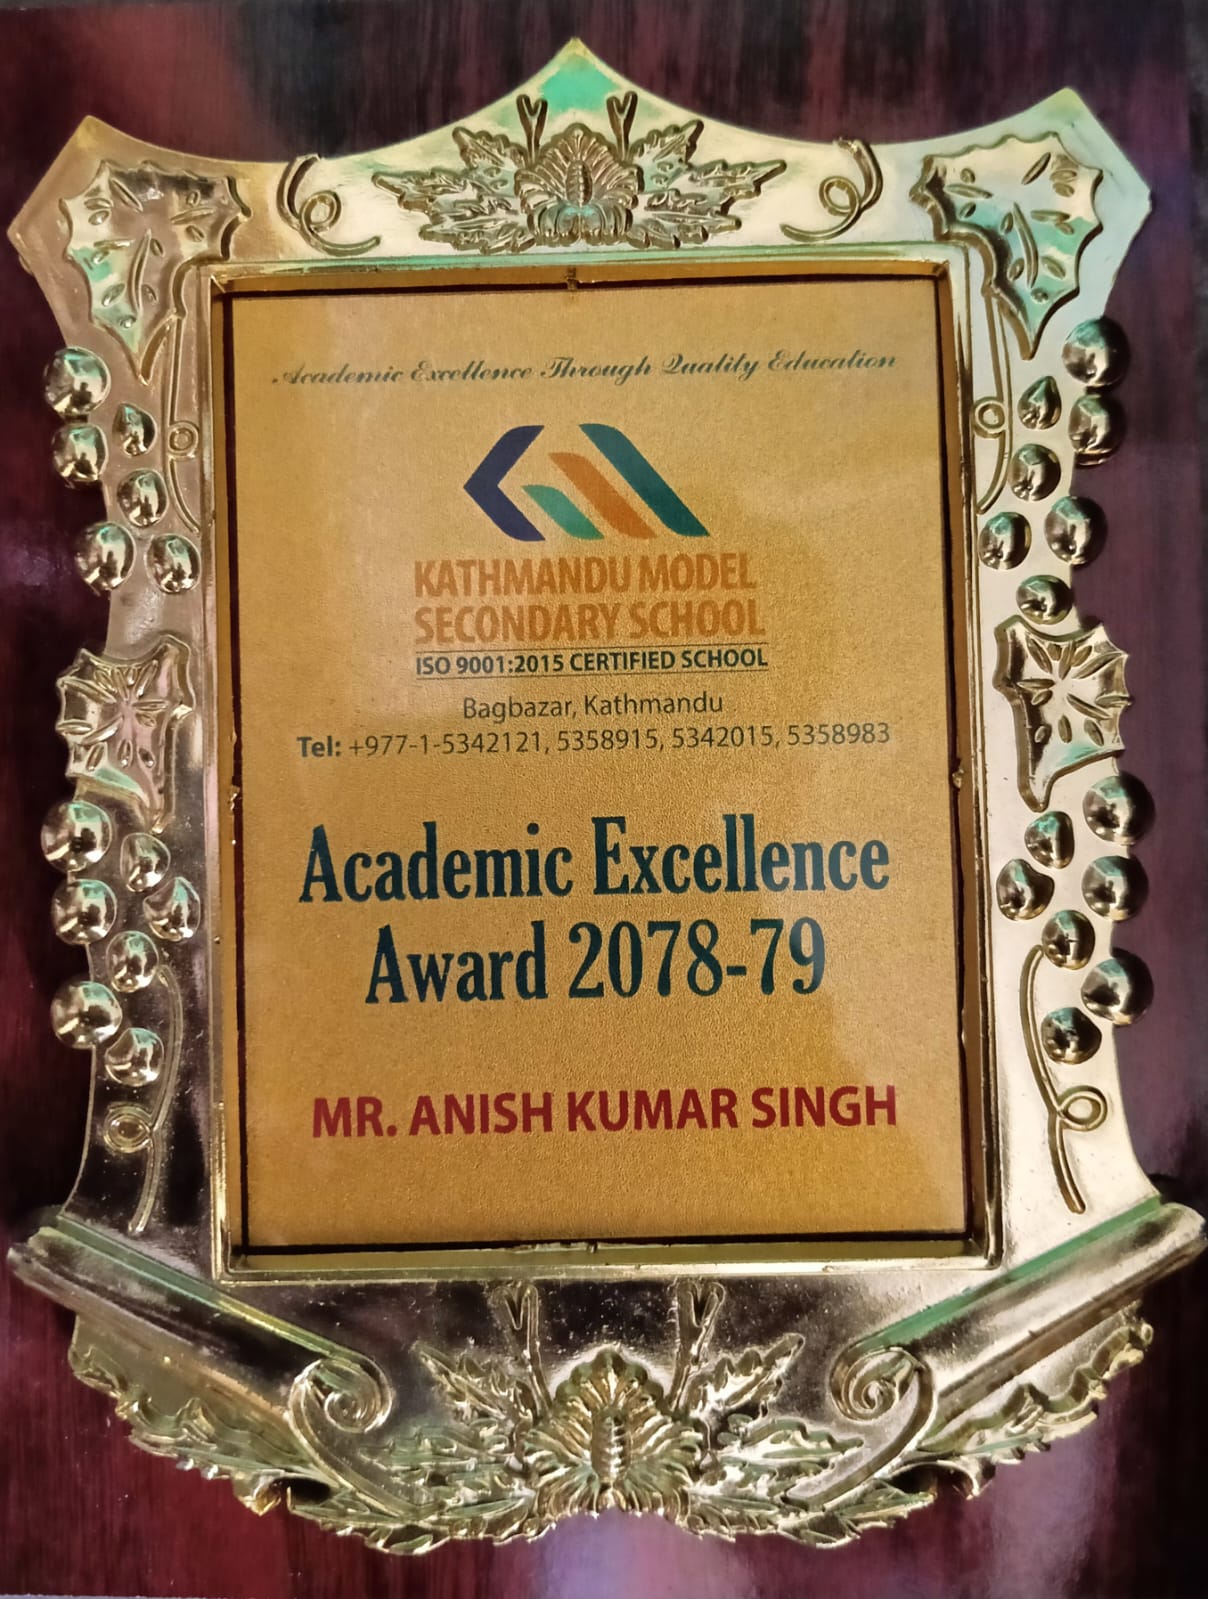 Academic Excellence Through Quality Education
KATHMANDU MODEL
SECONDARY SCHOOL
ISO 9001:2015 CERTIFIED SCHOOL
Bagbazar, Kathmandu
Tel: +977-1-5342121, 5358915, 5342015, 5358983
Academic Excellence
Award 2078-79
MR. ANISH KUMAR SINGH